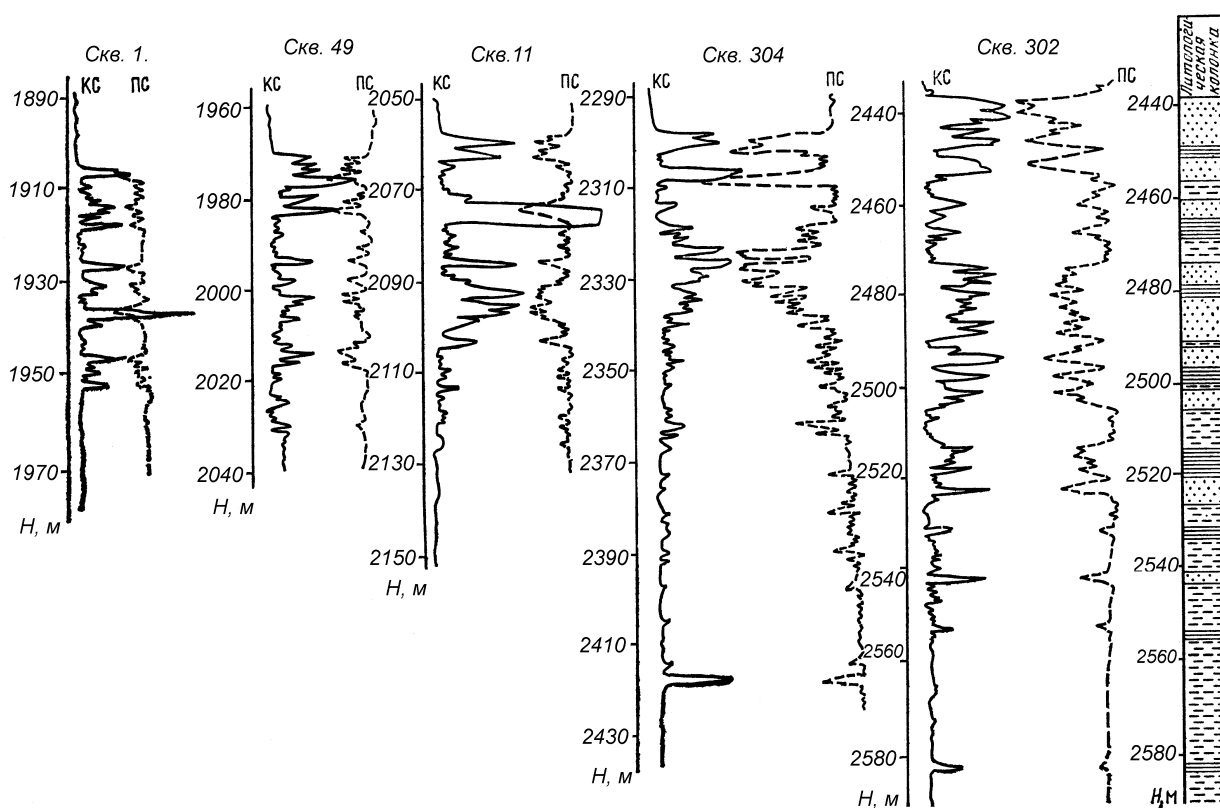 Скв. 1.
КС ПС
1890
1910
1930
1950
1970
Н, м
Скв. 49
КС ПС
1960
1980
2000
2020
2040
Н, м
Скв.11
КС ПС
2050
2070
2090
2110
2130
2150
Н, м
Скв. 304
КС ПС
2290
2310
2330
2350
2370
2390
2410
2430
Н, м
Скв. 302
КС ПС
2440
2460
2480
2500
2520
2540
2560
2580
Н, м
Литологи-
ческая
колонка
2440
2460
2480
2500
2520
2540
2560
2580
Н,м